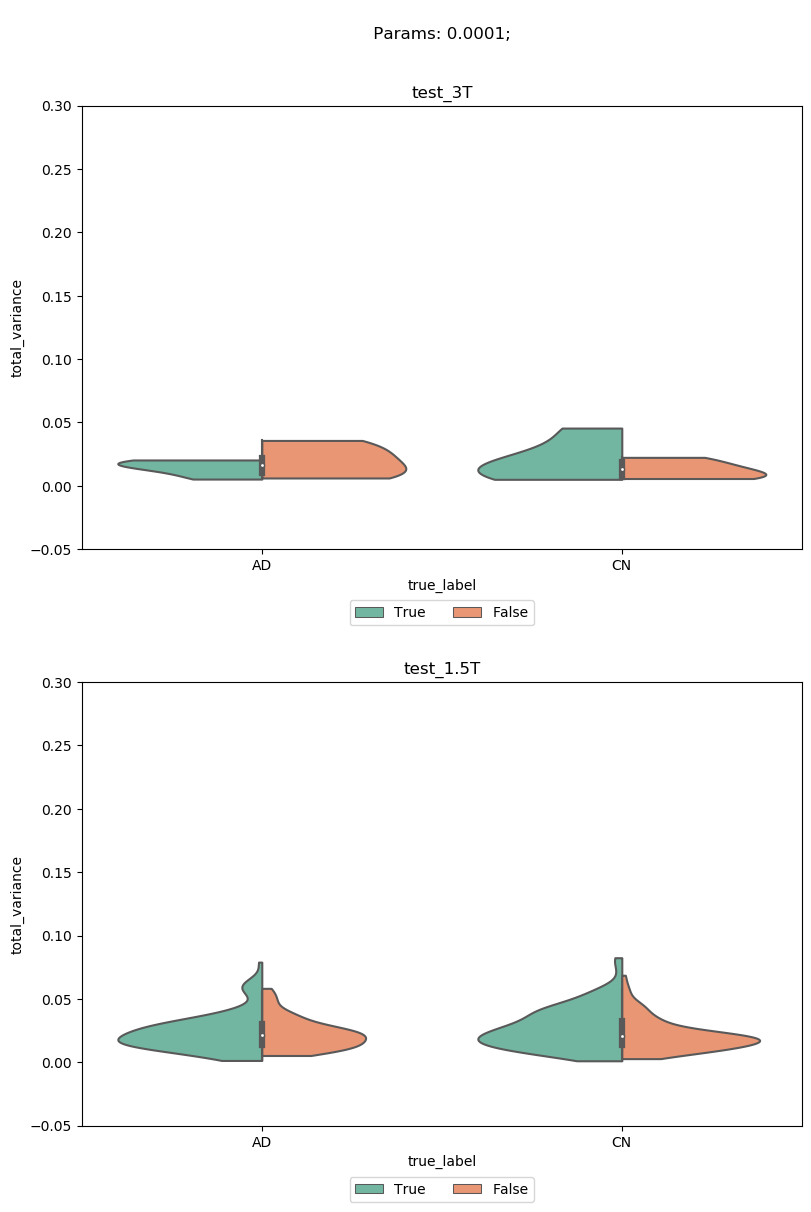 Params: 0.0001;
test_3T
0.30
0.25
0.20
0.15
0.10
0.05
0.00
−0.05
total_variance
AD CN
true_label
True False
test_1.5T
0.30
0.25
0.20
0.15
0.10
0.05
0.00
−0.05
total_variance
AD CN
true_label
True False